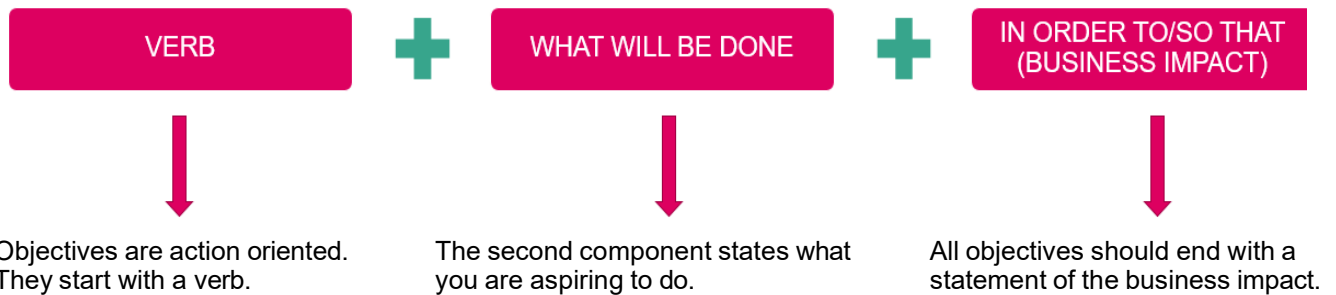 VERB
WHAT WILL BE DONE
IN ORDER TO/SO THAT
(BUSINESS IMPACT)
Objectives are action oriented.
They start with a verb.
The second component states what
you are aspiring to do.
All objectives should end with a
statement of the business impact.